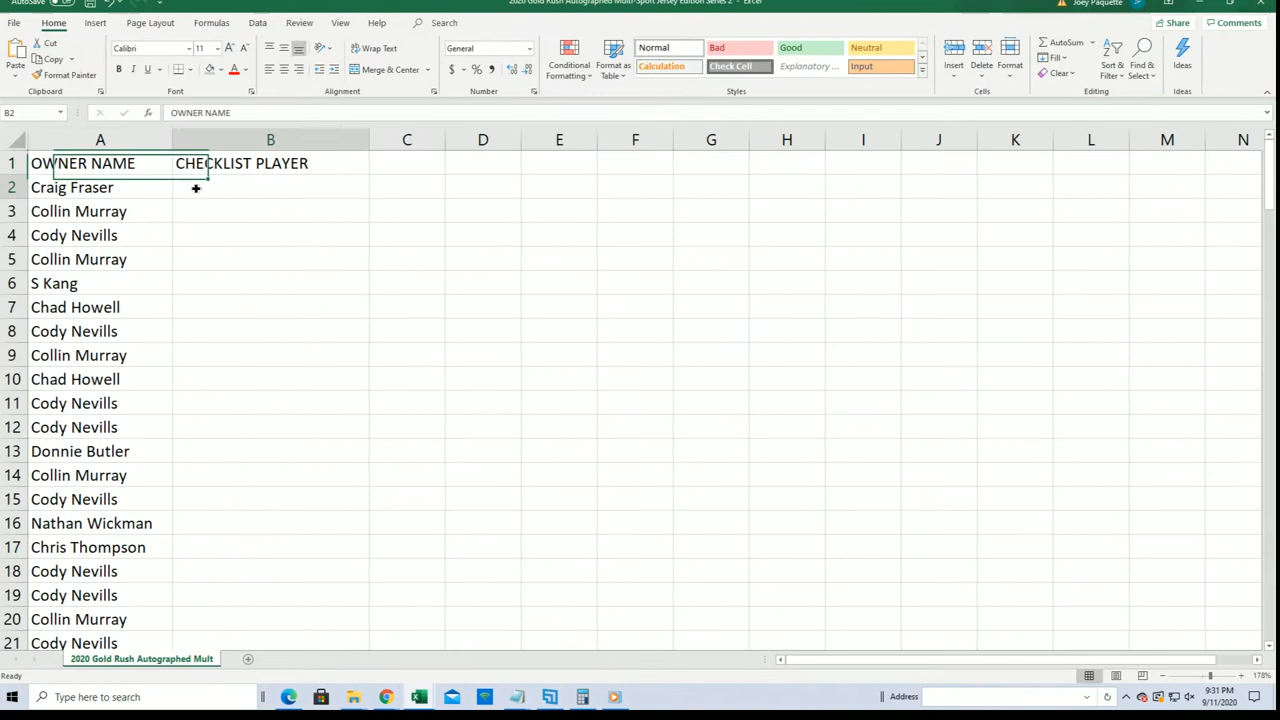 AutoSave Off
2020 Gold Rush Autographed Multi-Sport Jersey Edition Series 2 - Excel
Joey Paquette
JP
File Home Insert Page Layout Formulas Data Review View Help Search
Share Comments
Paste
Cut
Copy
Format Painter
Clipboard
Calibri 11
B I U
Font
Wrap Text
Merge & Center
Alignment
General
$ % ,
Number
Conditional Formatting
Format as Table
Normal Bad Good Neutral
Calculation Check Cell Explanatory ... Input
Styles
Insert Delete Format
Cells
AutoSum
Fill
Clear
Sort & Filter
Find & Select
Editing
Ideas
Ideas
B2 fx OWNER NAME
A B C D E F G H I J K L M N
1 OWNER NAME CHECKLIST PLAYER
2 Craig Fraser
3 Collin Murray
4 Cody Nevills
5 Collin Murray
6 S Kang
7 Chad Howell
8 Cody Nevills
9 Collin Murray
10 Chad Howell
11 Cody Nevills
12 Cody Nevills
13 Donnie Butler
14 Collin Murray
15 Cody Nevills
16 Nathan Wickman
17 Chris Thompson
18 Cody Nevills
19 Cody Nevills
20 Collin Murray
21 Cody Nevills
2020 Gold Rush Autographed Mult
Ready
178%
Type here to search
Address
9:31 PM
9/11/2020